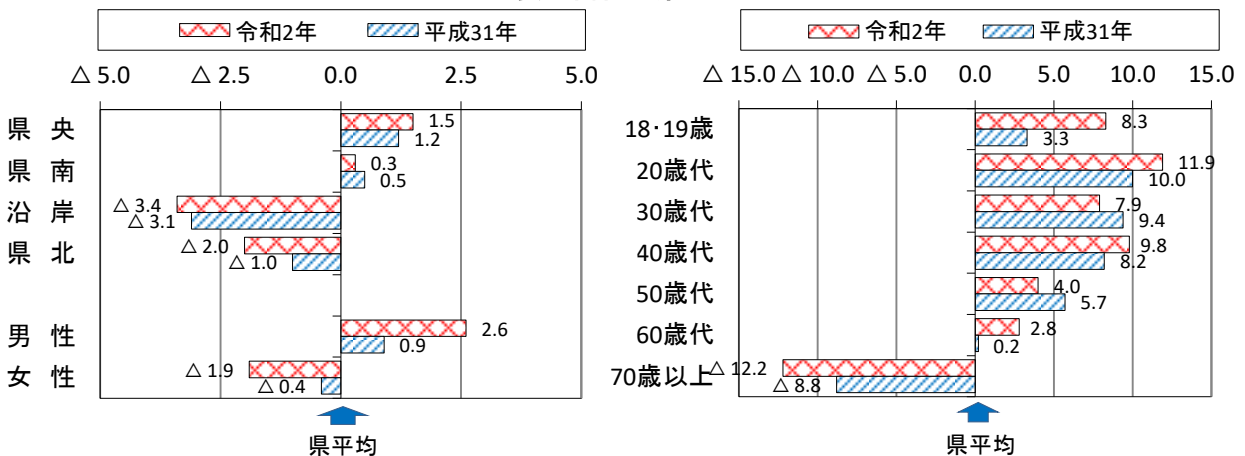 令和2年 平成31年
△ 5.0 △ 2.5 0.0 2.5 5.0
県 央 1.5
1.2
県 南 0.3
0.5
沿 岸 △ 3.4
△ 3.1
県 北 △ 2.0
△ 1.0
男 性 2.6
0.9
女 性 △ 1.9
△ 0.4
県平均
令和2年 平成31年
△ 15.0 △ 10.0 △ 5.0 0.0 5.0 10.0 15.0
18・19歳 8.3
3.3
20歳代 11.9
10.0
30歳代 7.9
9.4
40歳代 9.8
8.2
50歳代 4.0
5.7
60歳代 2.8
0.2
70歳以上 △ 12.2
△ 8.8
県平均